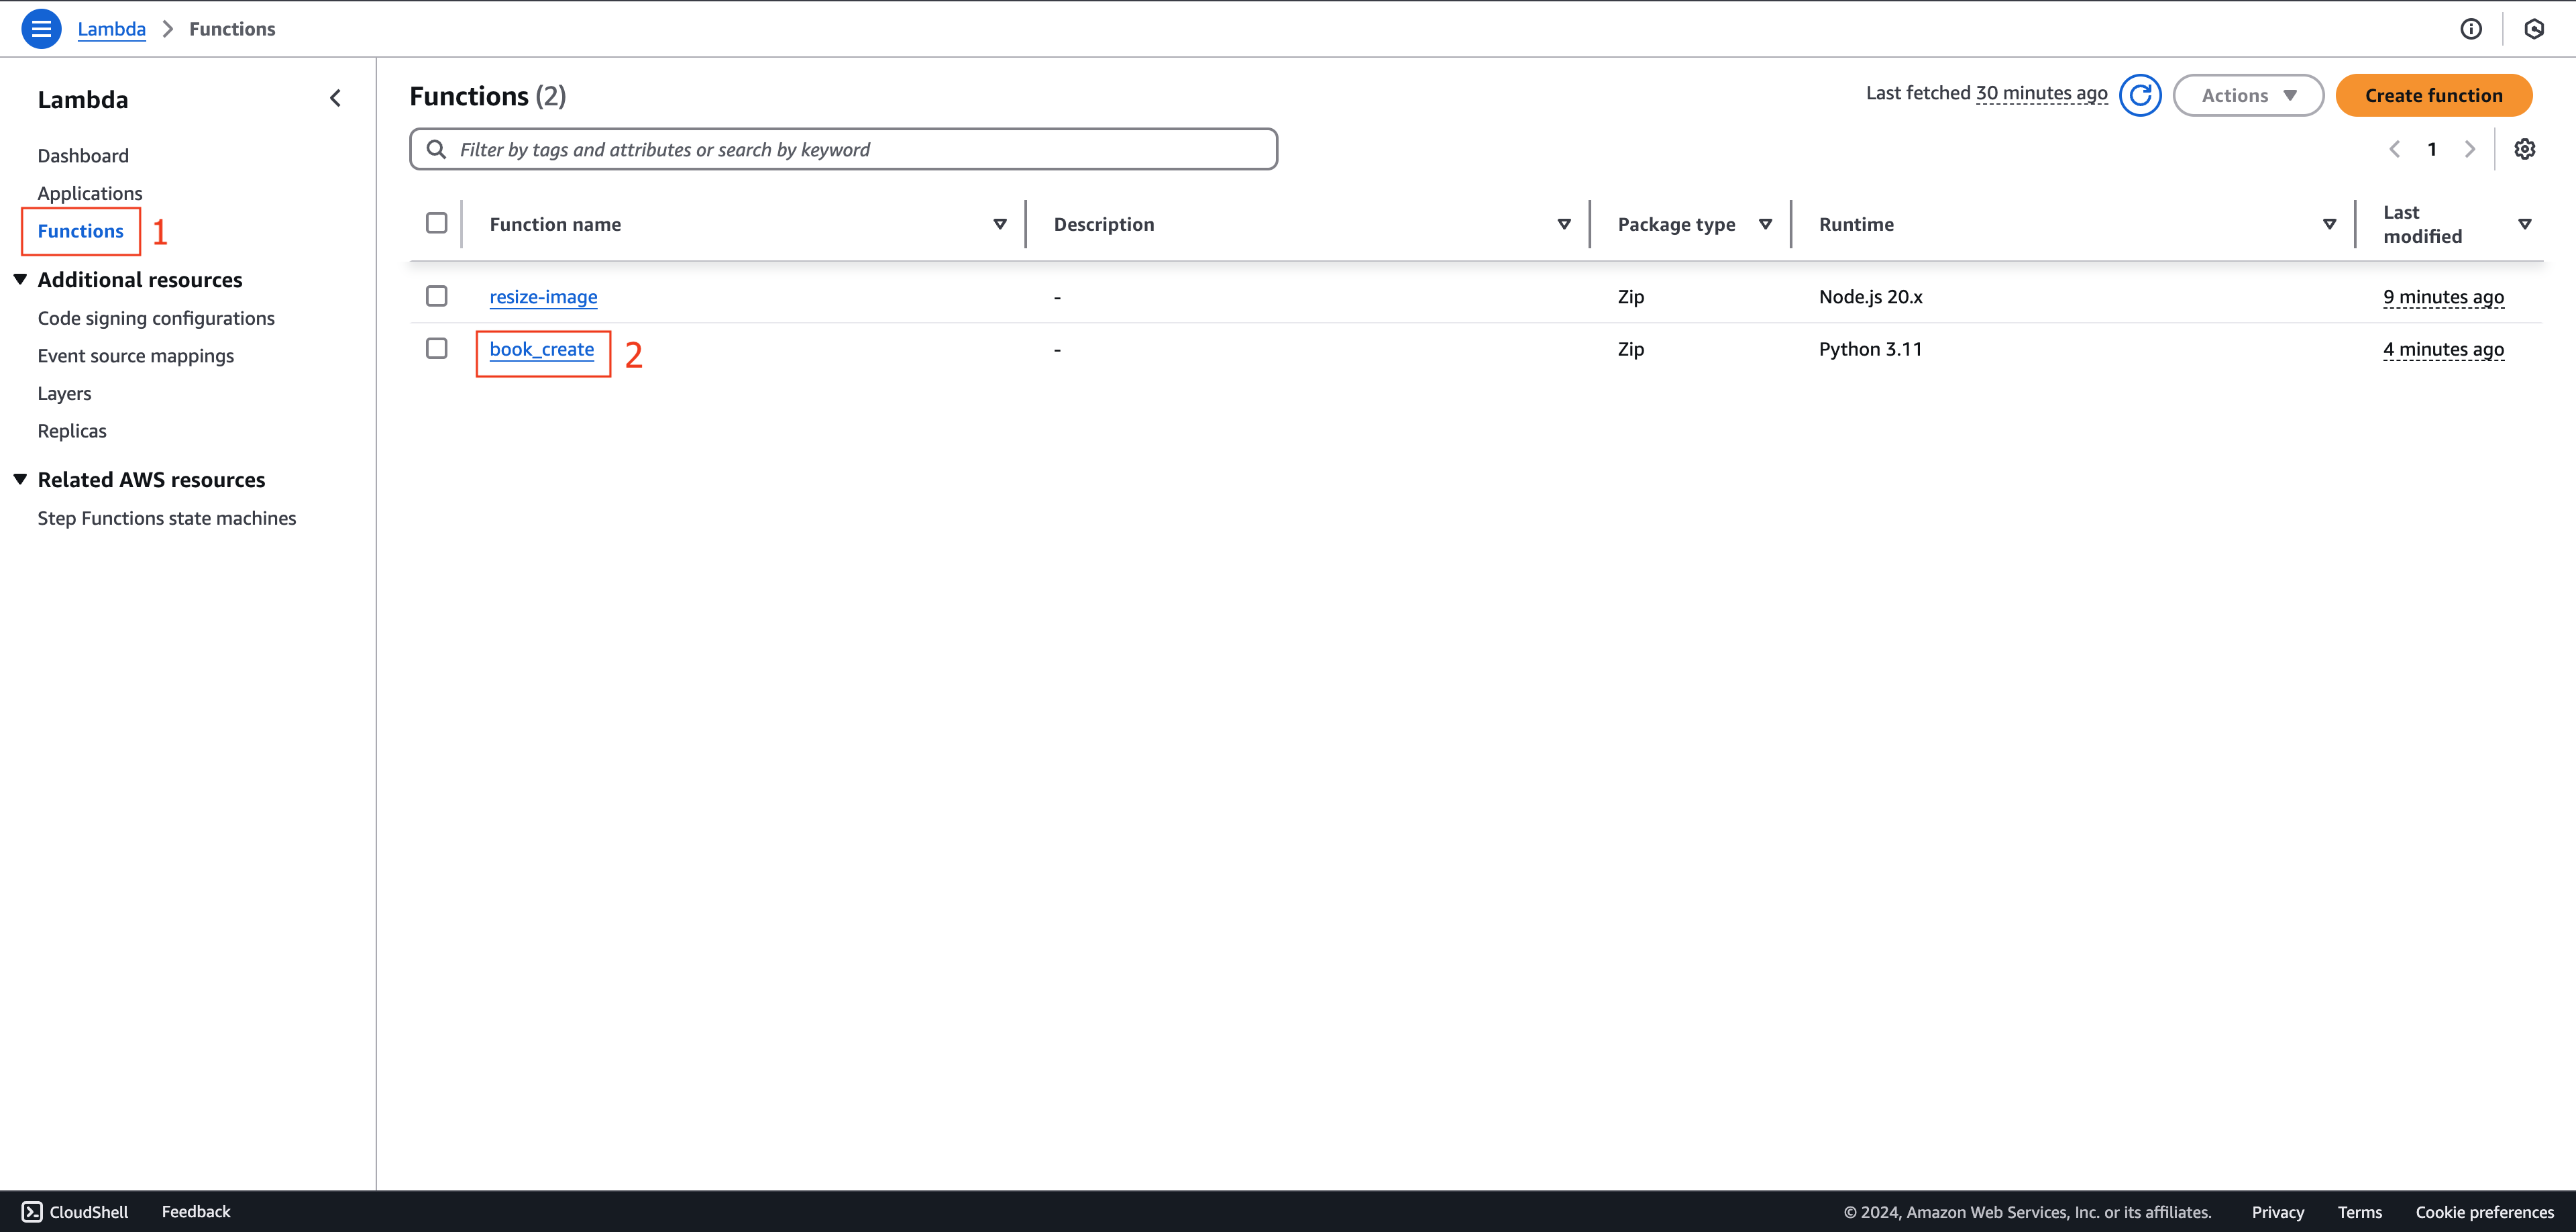 Lambda > Functions
Lambda
Dashboard
Applications
Functions 1
Additional resources
Code signing configurations
Event source mappings
Layers
Replicas
Related AWS resources
Step Functions state machines
Functions (2)
Last fetched 30 minutes ago
Actions
Create function
Filter by tags and attributes or search by keyword
1
Function name Description Package type Runtime Last modified
resize-image - Zip Node.js 20.x 9 minutes ago
book_create 2 - Zip Python 3.11 4 minutes ago
CloudShell Feedback © 2024, Amazon Web Services, Inc. or its affiliates. Privacy Terms Cookie preferences